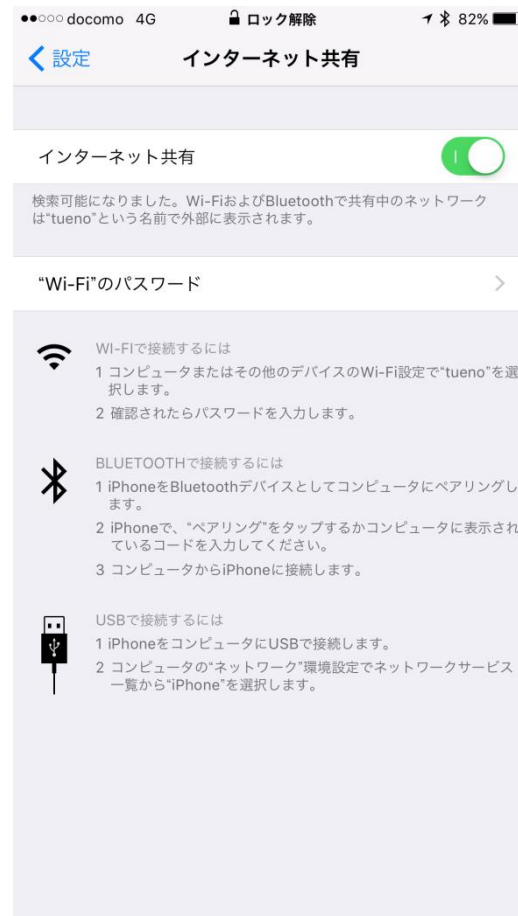 docomo 4G ロック解除 82%
設定 インターネット共有
インターネット共有
検索可能になりました。Wi-FiおよびBluetoothで共有中のネットワーク
は“tueno”という名前で外部に表示されます。
“Wi-Fi”のパスワード
WI-FIで接続するには
1 コンピュータまたはその他のデバイスのWi-Fi設定で“tueno”を選
択します。
2 確認されたらパスワードを入力します。
BLUETOOTHで接続するには
1 iPhoneをBluetoothデバイスとしてコンピュータにペアリングし
ます。
2 iPhoneで、“ペアリング”をタップするかコンピュータに表示され
ているコードを入力してください。
3 コンピュータからiPhoneに接続します。
USBで接続するには
1 iPhoneをコンピュータにUSBで接続します。
2 コンピュータの“ネットワーク”環境設定でネットワークサービス
一覧から“iPhone”を選択します。